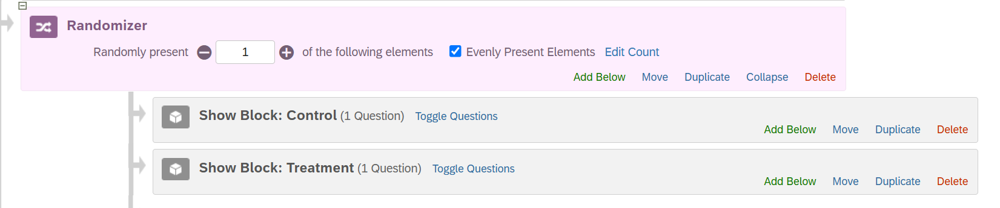 Randomizer
Randomly present 1 of the following elements Evenly Present Elements Edit Count
Add Below Move Duplicate Collapse Delete
Show Block: Control (1 Question) Toggle Questions
Add Below Move Duplicate Delete
Show Block: Treatment (1 Question) Toggle Questions
Add Below Move Duplicate Delete